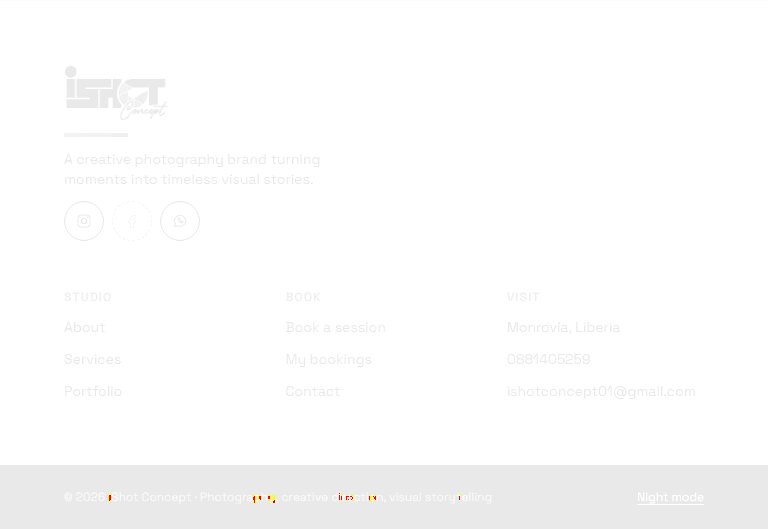 iSHOT
Concept
A creative photography brand turning
moments into timeless visual stories.
STUDIO
About
Services
Portfolio
BOOK
Book a session
My bookings
Contact
VISIT
Monrovia, Liberia
0881405259
ishotconcept01@gmail.com
© 2026 iShot Concept · Photography, creative direction, visual storytelling
Night mode